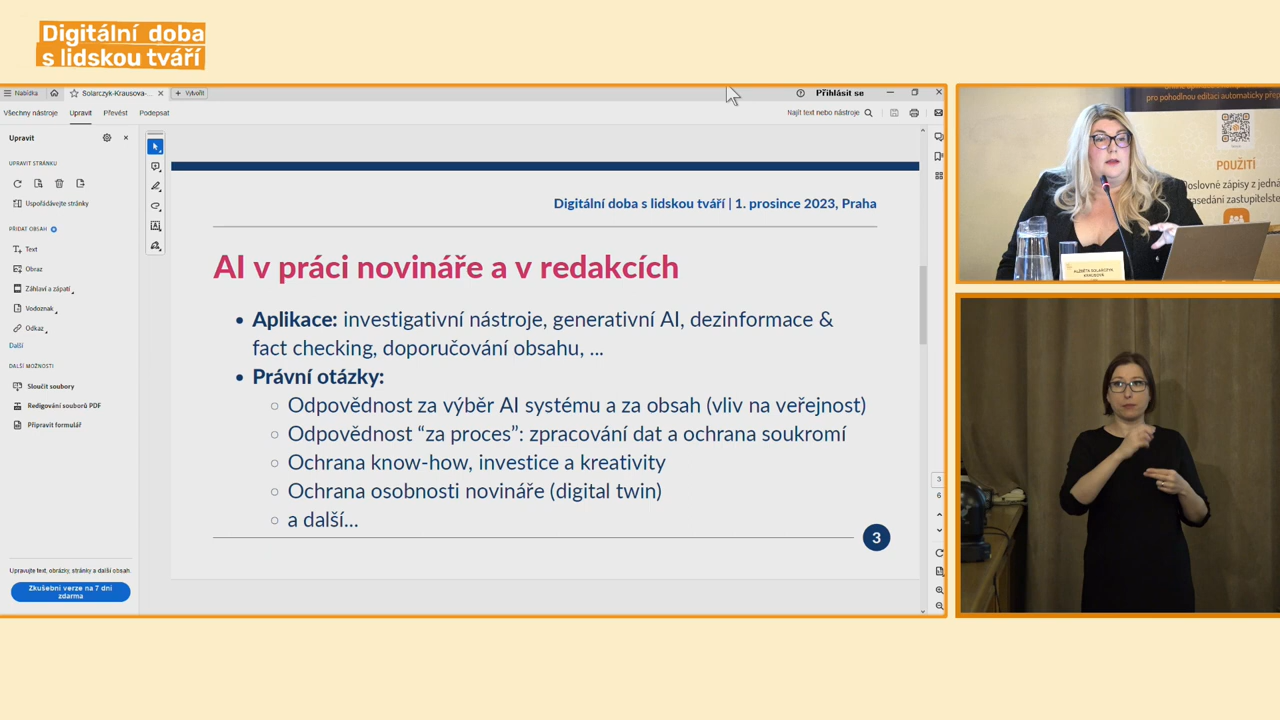 Digitální doba
s lidskou tváří
Nabídka
Solarczyk-Krausova-...
Vytvořit
Přihlásit se
Všechny nástroje
Upravit
Převést
Podepsat
Najít text nebo nástroje
Upravit
UPRAVIT STRÁNKU
Uspořádávejte stránky
PŘIDAT OBSAH
Text
Obraz
Záhlaví a zápatí
Vodoznak
Odkaz
Další
DALŠÍ MOŽNOSTI
Sloučit soubory
Redigování souborů PDF
Připravit formulář
Upravujte text, obrázky, stránky a další obsah.
Zkušební verze na 7 dní
zdarma
Digitální doba s lidskou tváří | 1. prosince 2023, Praha
AI v práci novináře a v redakcích
• Aplikace: investigativní nástroje, generativní AI, dezinformace &
fact checking, doporučování obsahu, ...
• Právní otázky:
○ Odpovědnost za výběr AI systému a za obsah (vliv na veřejnost)
○ Odpovědnost “za proces”: zpracování dat a ochrana soukromí
○ Ochrana know-how, investice a kreativity
○ Ochrana osobnosti novináře (digital twin)
○ a další...
3
3
6
pro pohodlnou editaci automaticky
POUŽITÍ
Doslovné zápisy z
zasedání
ALŽBĚTA SOLARCZYK
KRAUSOVÁ